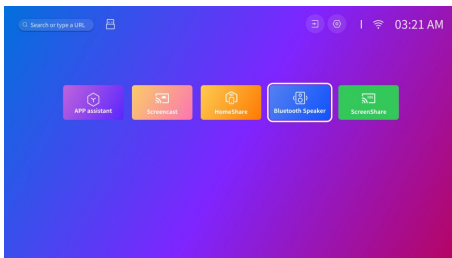 Search or type a URL
03:21 AM
APP assistant
Screencast
HomeShare
Bluetooth Speaker
ScreenShare